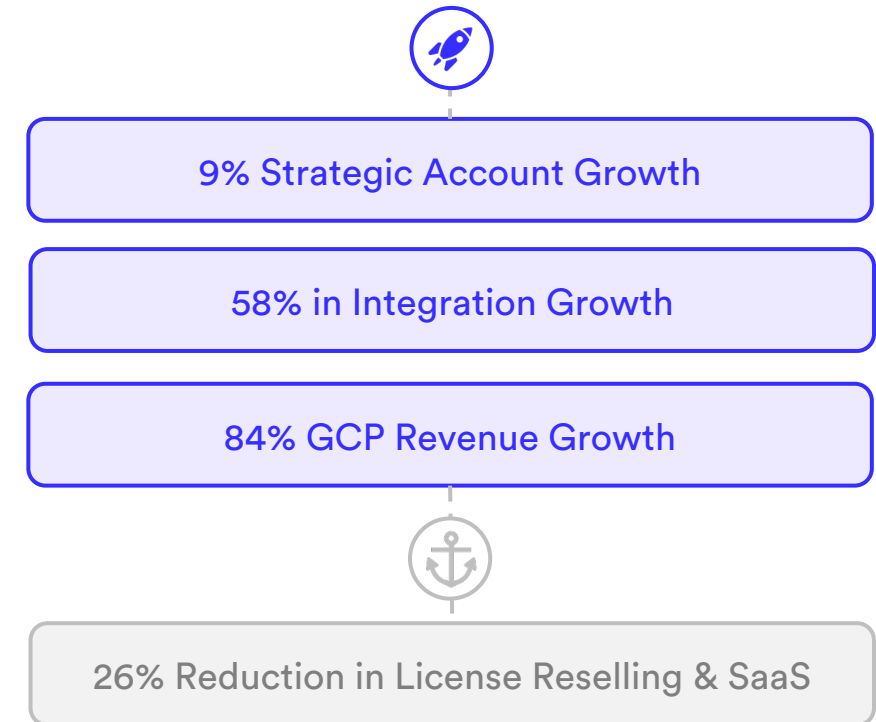 9% Strategic Account Growth
58% in Integration Growth
84% GCP Revenue Growth
26% Reduction in License Reselling & SaaS